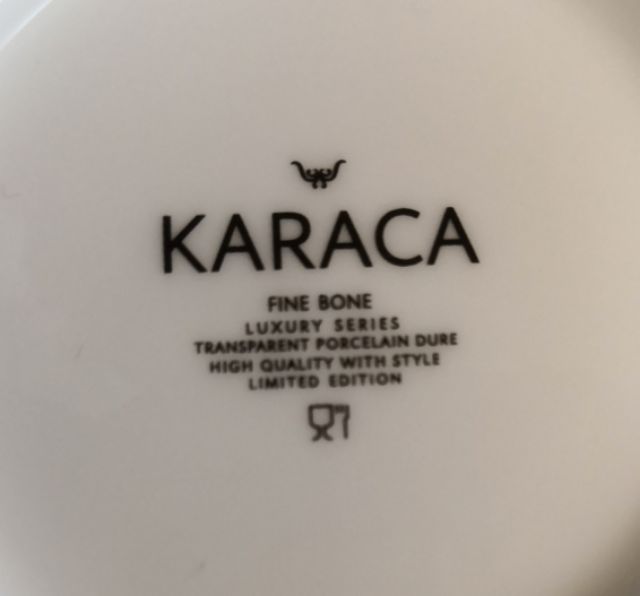 KARACA
FINE BONE
LUXURY SERIES
TRANSPARENT PORCELAIN DURE
HIGH QUALITY WITH STYLE
LIMITED EDITION